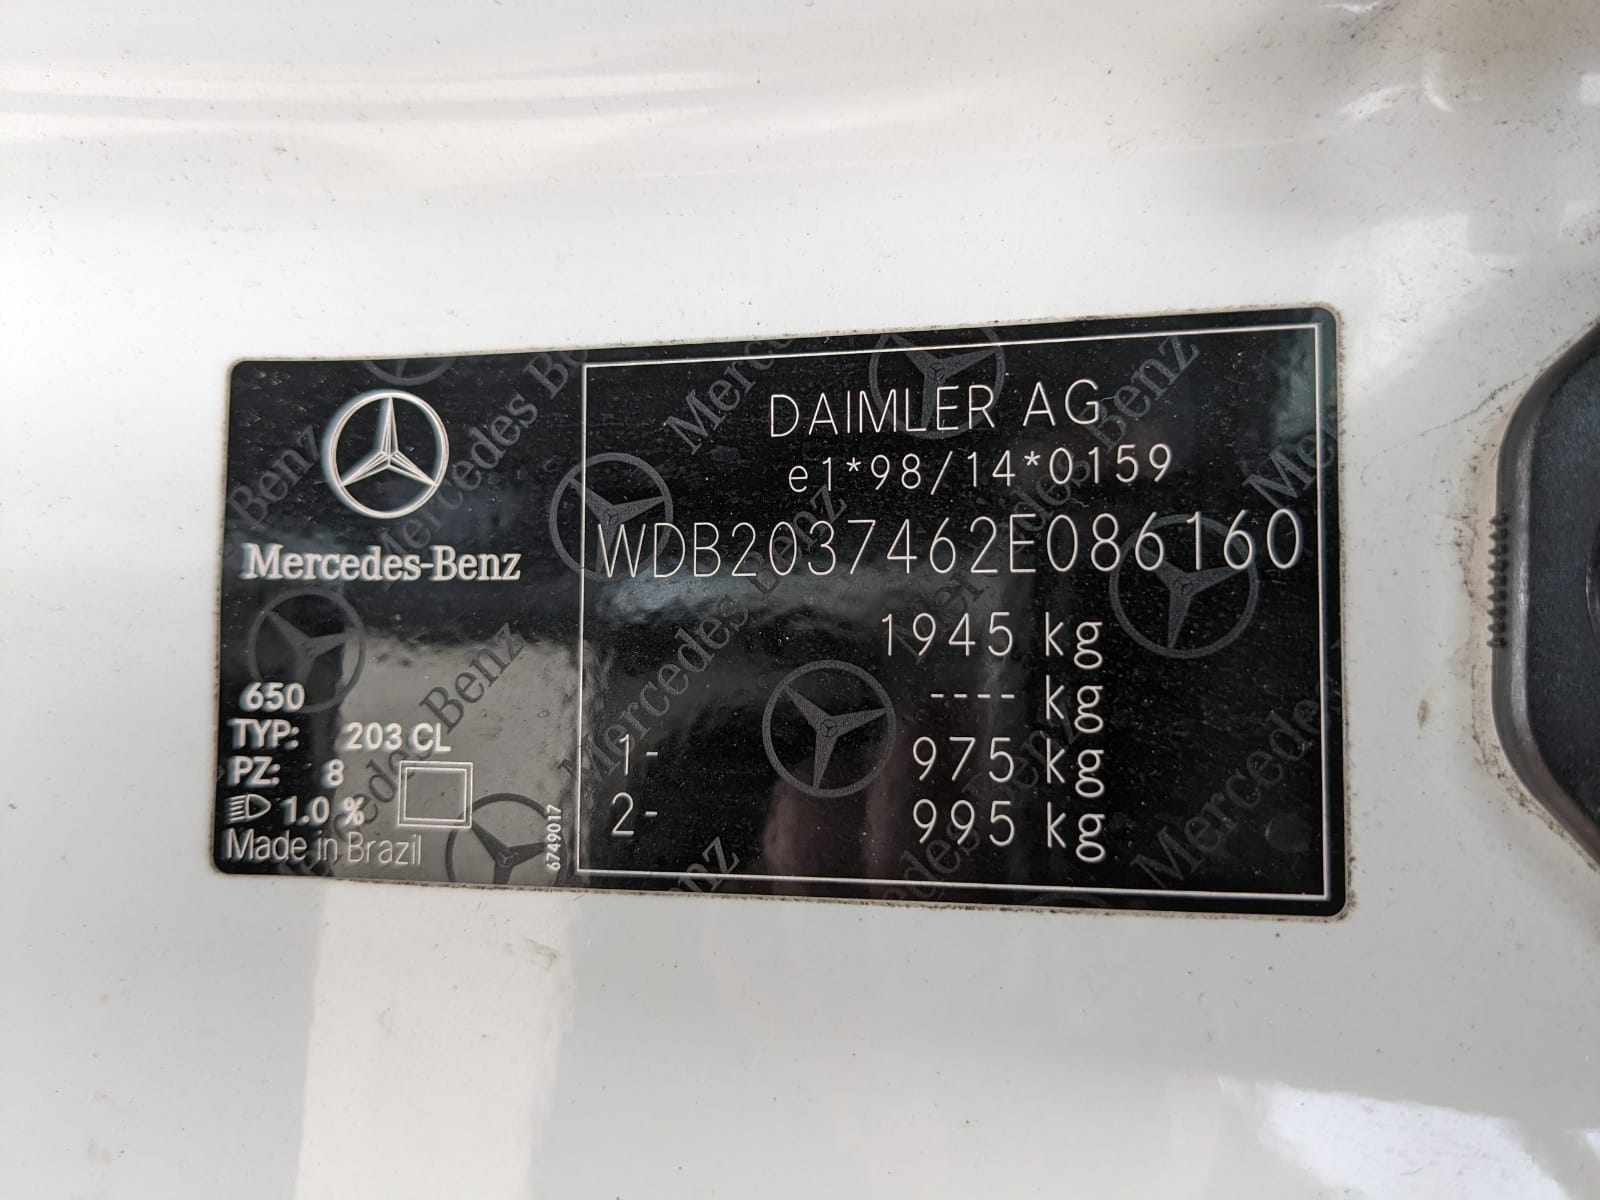 Mercedes-Benz
650
TYP: 203 CL
PZ: 8
1.0 %
Made in Brazil
6749017
DAIMLER AG
e1*98/14*0159
WDB2037462E086160
1945 kg
---- kg
1- 975 kg
2- 995 kg